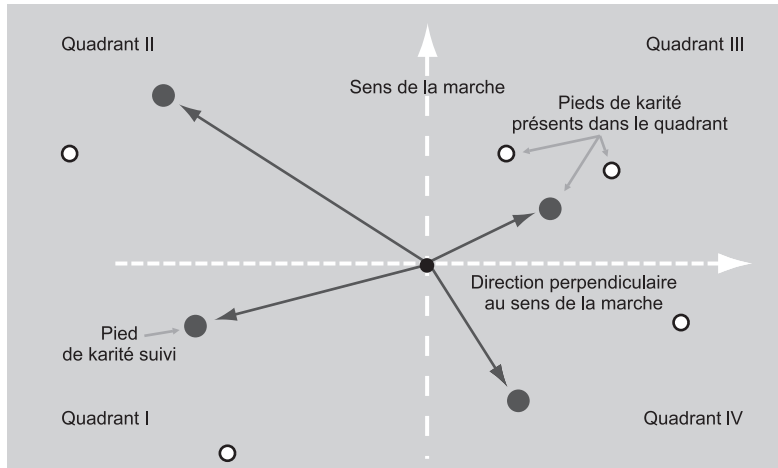 Quadrant II
Quadrant III
Sens de la marche
Pieds de karité
présents dans le quadrant
Direction perpendiculaire
au sens de la marche
Pied
de karité suivi
Quadrant I
Quadrant IV